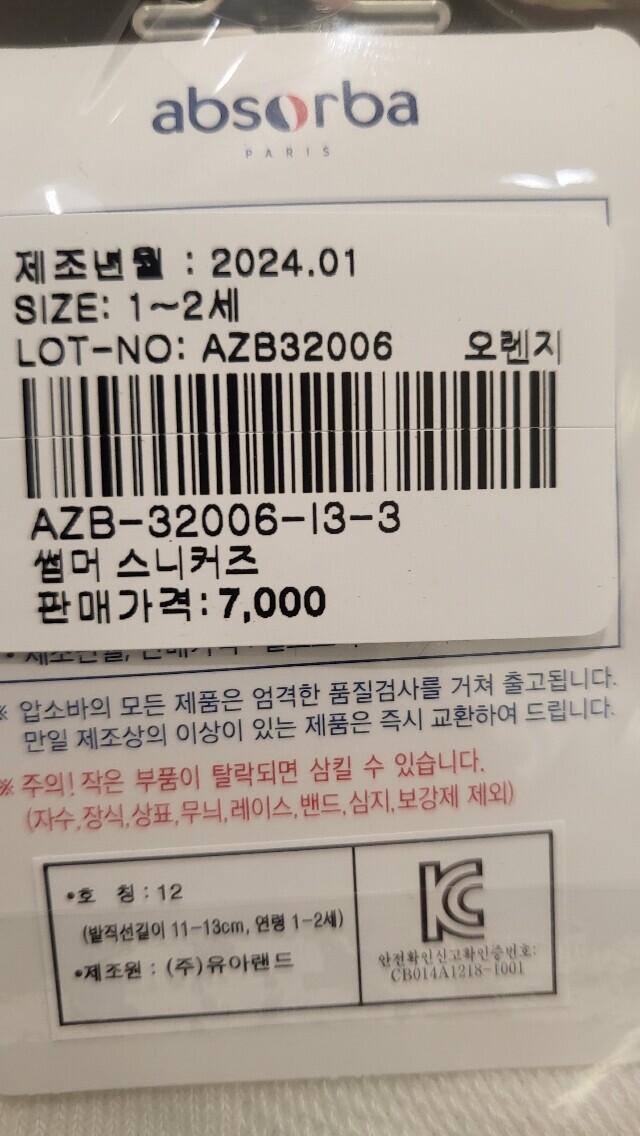 absorba
PARIS
제조년월 : 2024.01
SIZE: 1~2세
LOT-NO: AZB32006 오렌지
AZB-32006-I3-3
썸머 스니커즈
판매가격:7,000
※ 압소바의 모든 제품은 엄격한 품질검사를 거쳐 출고됩니다.
만일 제조상의 이상이 있는 제품은 즉시 교환하여 드립니다.
※ 주의! 작은 부품이 탈락되면 삼킬 수 있습니다.
(자수,장식,상표,무늬,레이스,밴드,심지,보강제 제외)
•호 칭 : 12
(발직선길이 11-13cm, 연령 1-2세)
•제조원 : (주)유아랜드
안전확인신고확인증번호:
CB014A1218-1001